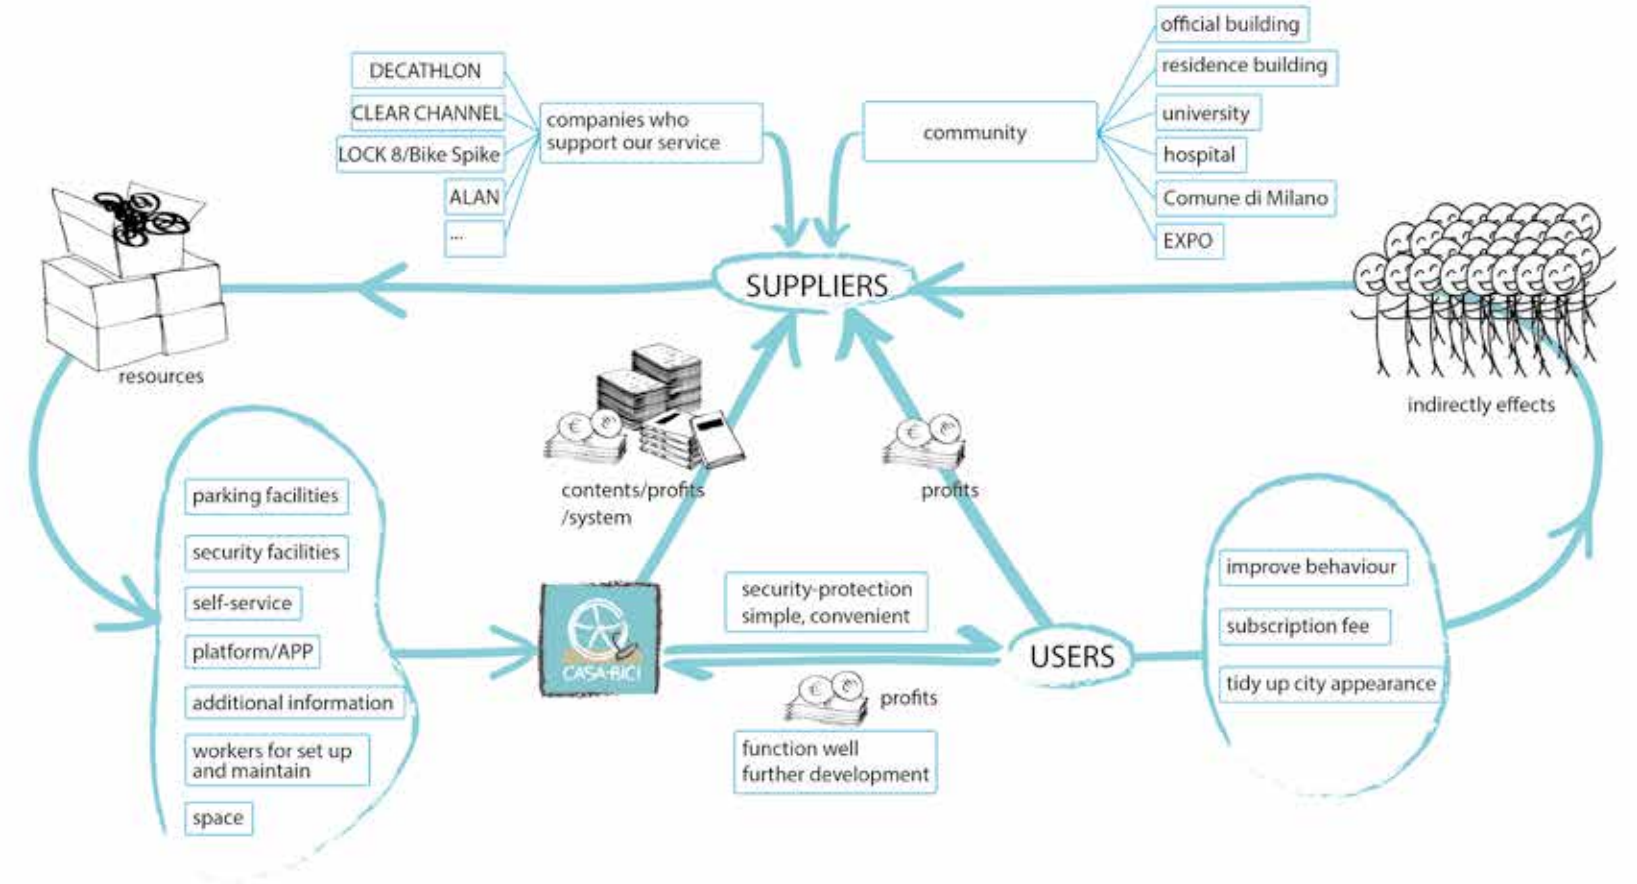 official building
residence building
university
hospital
Comune di Milano
EXPO
DECATHLON
CLEAR CHANNEL
LOCK 8/Bike Spike
ALAN
...
companies who
support our service
community
SUPPLIERS
resources
indirectly effects
contents/profits
/system
profits
parking facilities
security facilities
self-service
platform/APP
additional information
workers for set up
and maintain
space
CASA-BICI
security-protection
simple, convenient
profits
function well
further development
USERS
improve behaviour
subscription fee
tidy up city appearance